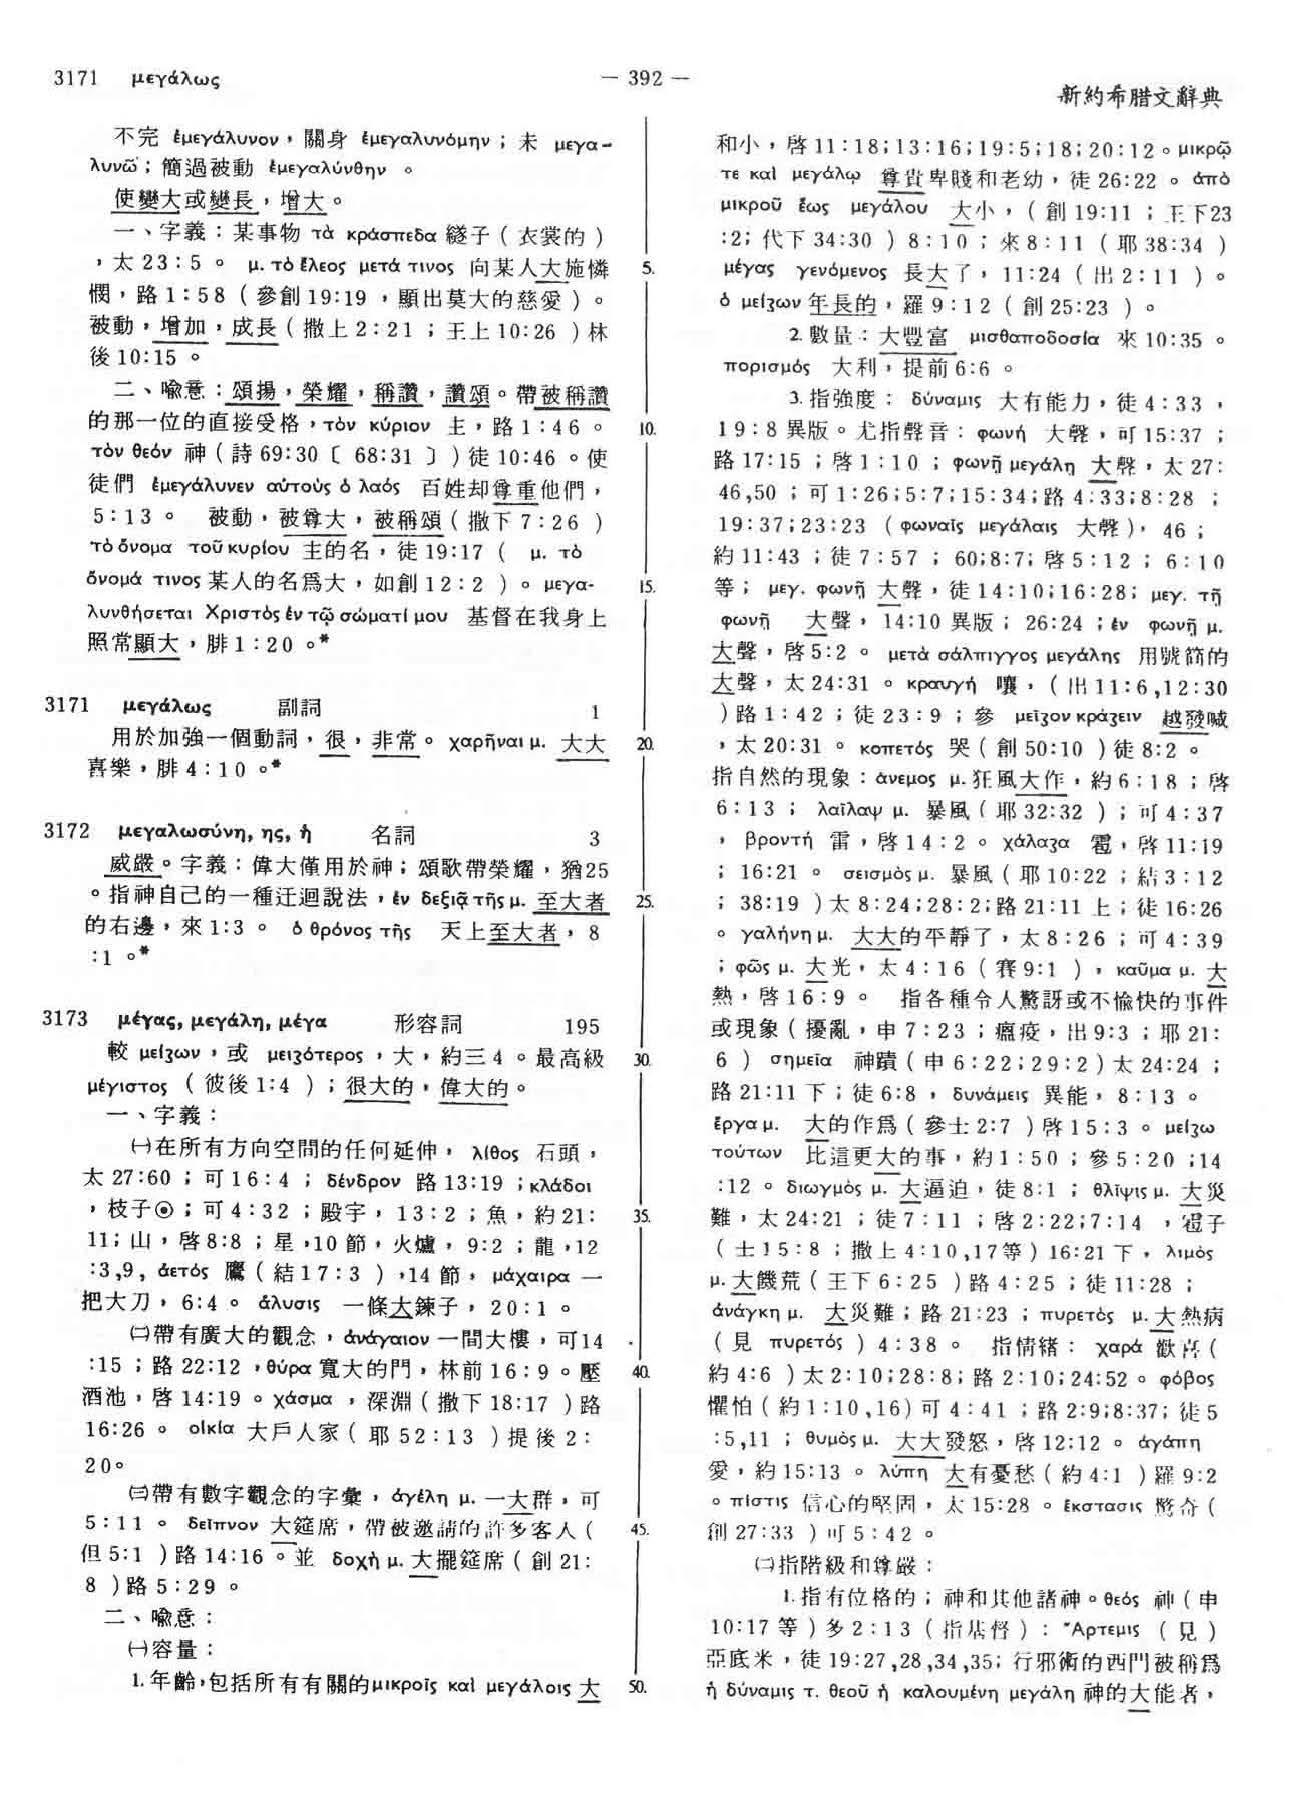 3171 μεγάλως
— 392 —
新約希腊文辭典
不完 ἐμεγάλυνον，關身 ἐμεγαλυνόμην；未 μεγα-
λυνῶ；簡過被動 ἐμεγαλύνθην 。
使變大或變長，增大。
一、字義：某事物 τὰ κράσπεδα 繸子（衣裳的）
，太 23:5。 μ. τὸ ἔλεος μετά τινος 向某人大施憐
憫，路 1:58（參創 19:19，顯出莫大的慈愛）。
被動，增加，成長（撒上 2:21；王上 10:26）林
後 10:15 。
二、喩意：頌揚，榮耀，稱讚，讚頌。帶被稱讚
的那一位的直接受格，τὸν κύριον 主，路 1:46。
τὸν θεόν 神（詩 69:30〔 68:31 〕）徒 10:46。使
徒們 ἐμεγάλυνεν αὐτοὺς ὁ λαός 百姓却尊重他們，
5:13。 被動，被尊大，被稱頌（撒下 7:26）
τὸ ὄνομα τοῦ κυρίου 主的名，徒 19:17（ μ. τὸ
ὄνομά τινος 某人的名爲大，如創 12:2）。μεγα-
λυνθήσεται Χριστὸς ἐν τῷ σώματί μου 基督在我身上
照常顯大，腓 1:20 。*
3171 μεγάλως 副詞 1
用於加強一個動詞，很，非常。χαρῆναι μ. 大大
喜樂，腓 4:10 。*
3172 μεγαλωσύνη, ης, ἡ 名詞 3
威嚴。字義：偉大僅用於神；頌歌帶榮耀，猶25
。指神自己的一種迂迴說法，ἐν δεξιᾷ τῆς μ. 至大者
的右邊，來 1:3 。 ὁ θρόνος τῆς 天上至大者，8
:1 。*
3173 μέγας, μεγάλη, μέγα 形容詞 195
較 μείζων，或 μειζότερος，大，約三 4。最高級
μέγιστος（彼後 1:4）；很大的，偉大的。
一、字義：
㈠在所有方向空間的任何延伸， λίθος 石頭，
太 27:60；可 16:4； δένδρον 路 13:19；κλάδοι
，枝子⊙；可 4:32；殿宇， 13:2；魚，約 21:
11；山，啓 8:8；星，10 節，火爐， 9:2；龍，12
:3,9, ἀετός 鷹（結 17:3），14 節， μάχαιρα 一
把大刀，6:4。 ἅλυσις 一條大鍊子，20:1 。
㈡帶有廣大的觀念，ἀνάγαιον 一間大樓，可14
:15；路 22:12，θύρα 寬大的門，林前 16:9。壓
酒池，啓 14:19。χάσμα ，深淵（撒下 18:17）路
16:26 。 οἰκία 大戶人家（耶 52:13）提後 2:
20。
㈢帶有數字觀念的字彙，ἀγέλη μ. 一大群，可
5:11 。 δεῖπνον 大筵席，帶被邀請的許多客人（
但 5:1）路 14:16。並 δοχὴ μ. 大擺筵席（創 21:
8）路 5:29 。
二、喩意：
㈠容量：
1. 年齡，包括所有有關的μικροῖς καὶ μεγάλοις 大
5.
10.
15.
20.
25.
30.
35.
40.
45.
50.
和小，啓 11:18；13:16；19:5；18；20:12。μικρῷ
τε καὶ μεγάλῳ 尊貴卑賤和老幼，徒 26:22 。ἀπὸ
μικροῦ ἕως μεγάλου 大小，（創 19:11；王下23
:2；代下 34:30）8:10；來 8:11（耶 38:34）
μέγας γενόμενος 長大了，11:24（出 2:11）。
ὁ μείζων 年長的，羅 9:12（創 25:23）。
2. 數量：大豐富 μισθαποδοσία 來 10:35 。
πορισμός 大利，提前 6:6 。
3. 指強度： δύναμις 大有能力，徒 4:33，
19:8 異版。尤指聲音：φωνή 大聲，可 15:37；
路 17:15；啓 1:10；φωνῇ μεγάλῃ 大聲，太 27:
46,50；可 1:26；5:7；15:34；路 4:33；8:28；
19:37；23:23（φωναῖς μεγάλαις 大聲），46；
約 11:43；徒 7:57； 60；8:7；啓 5:12； 6:10
等； μεγ. φωνῇ 大聲，徒 14:10；16:28；μεγ. τῇ
φωνῇ 大聲，14:10 異版； 26:24；ἐν φωνῇ μ.
大聲，啓 5:2 。 μετὰ σάλπιγγος μεγάλης 用號筒的
大聲，太 24:31 。κραυγή 嚷，（出 11:6,12:30
）路 1:42；徒 23:9；參 μεῖζον κράζειν 越發喊
，太 20:31 。κοπετός 哭（創 50:10）徒 8:2 。
指自然的現象：ἄνεμος μ. 狂風大作，約 6:18；啓
6:13； λαῖλαψ μ. 暴風（耶 32:32）；可 4:37
，βροντή 雷，啓 14:2 。χάλαζα 雹，啓 11:19
；16:21 。 σεισμὸς μ. 暴風（耶 10:22；結 3:12
；38:19）太 8:24；28:2；路 21:11 上；徒 16:26
。γαλήνη μ. 大大的平靜了，太 8:26；可 4:39
；φῶς μ. 大光，太 4:16（賽 9:1），καῦμα μ. 大
熱，啓 16:9 。 指各種令人驚訝或不愉快的事件
或現象（擾亂，申 7:23；瘟疫，出 9:3；耶 21:
6）σημεῖα 神蹟（申 6:22；29:2）太 24:24；
路 21:11 下；徒 6:8，δυνάμεις 異能，8:13 。
ἔργα μ. 大的作爲（參士 2:7）啓 15:3 。μείζω
τούτων 比這更大的事，約 1:50；參 5:20；14
:12 。διωγμὸς μ. 大逼迫，徒 8:1；θλῖψις μ. 大災
難，太 24:21；徒 7:11；啓 2:22；7:14 ，雹子
（士 15:8；撒上 4:10,17等）16:21 下，λιμὸς
μ. 大饑荒（王下 6:25）路 4:25；徒 11:28；
ἀνάγκη μ. 大災難；路 21:23；πυρετὸς μ. 大熱病
（見 πυρετός）4:38 。 指情緒： χαρά 歡喜（
約 4:6）太 2:10；28:8；路 2:10；24:52。φόβος
懼怕（約 1:10,16）可 4:41；路 2:9；8:37；徒 5
:5,11；θυμὸς μ. 大大發怒，啓 12:12 。ἀγάπη
愛，約 15:13 。λύπη 大有憂愁（約 4:1）羅 9:2
。πίστις 信心的堅固，太 15:28 。ἔκστασις 驚奇（
創 27:33）可 5:42 。
㈡指階級和尊嚴：
1. 指有位格的；神和其他諸神。θεός 神（申
10:17 等）多 2:13（指基督）：Ἄρτεμις（見）
亞底米，徒 19:27,28,34,35；行邪術的西門被稱爲
ἡ δύναμις τ. θεοῦ ἡ καλουμένη μεγάλη 神的大能者，